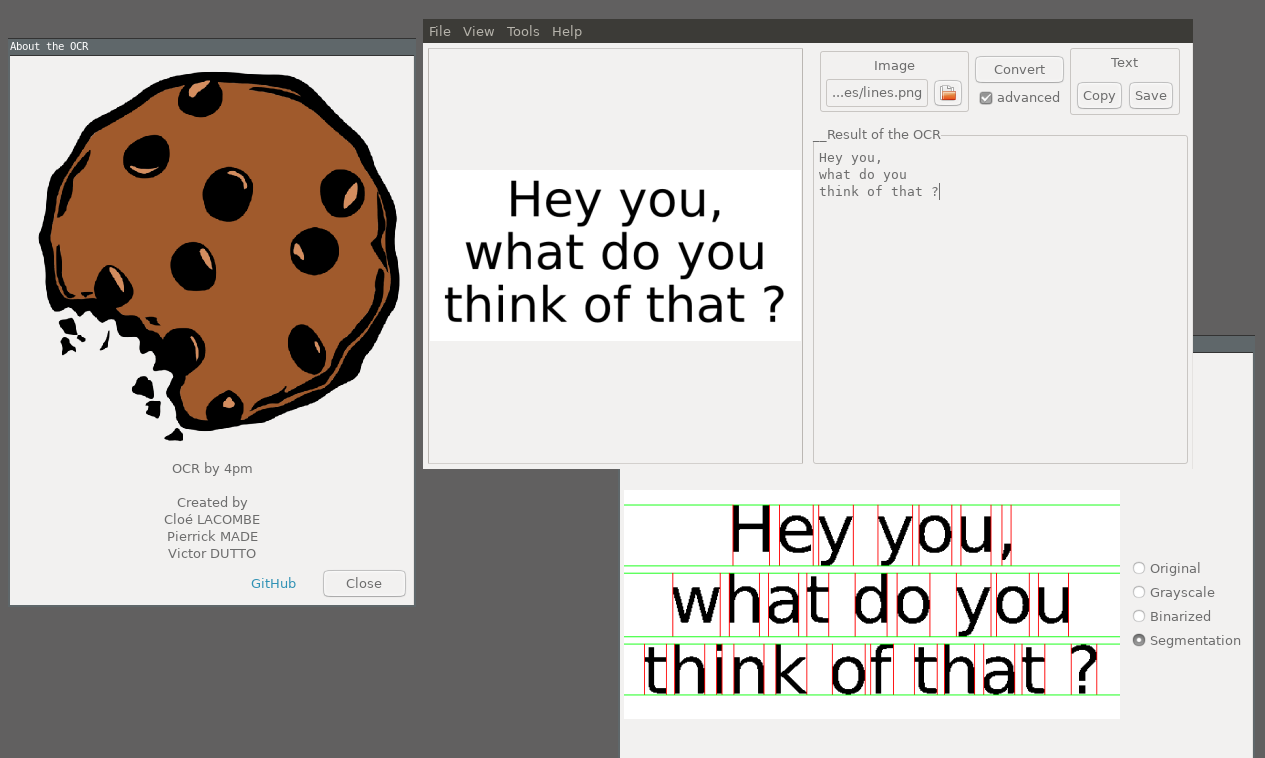 About the OCR
OCR by 4pm
Created by
Cloé LACOMBE
Pierrick MADE
Victor DUTTO
GitHub
Close
File View Tools Help
Hey you,
what do you
think of that ?
Image
...es/lines.png
Convert
advanced
Text
Copy
Save
__Result of the OCR
Hey you,
what do you
think of that ?
Hey you,
what do you
think of that ?
Original
Grayscale
Binarized
Segmentation